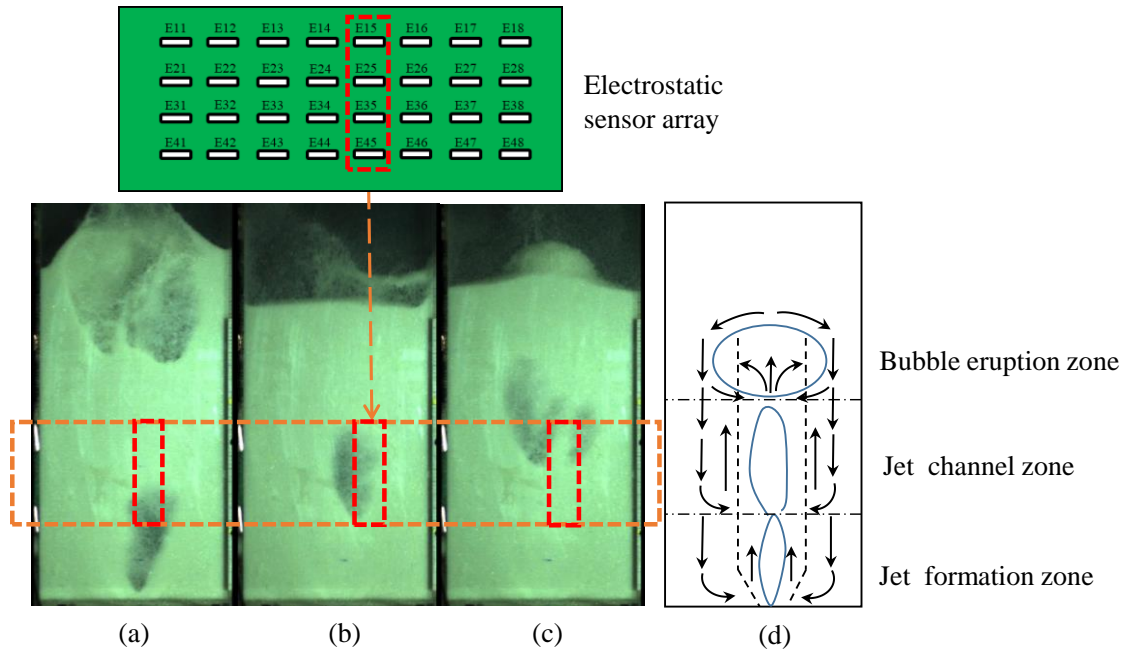 E11 E12 E13 E14 E15 E16 E17 E18
E21 E22 E23 E24 E25 E26 E27 E28
E31 E32 E33 E34 E35 E36 E37 E38
E41 E42 E43 E44 E45 E46 E47 E48
Electrostatic
sensor array
Bubble eruption zone
Jet channel zone
Jet formation zone
(a) (b) (c) (d)